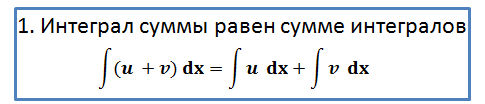 1. Интеграл суммы равен сумме интегралов
∫(u + v) dx = ∫ u dx + ∫ v dx